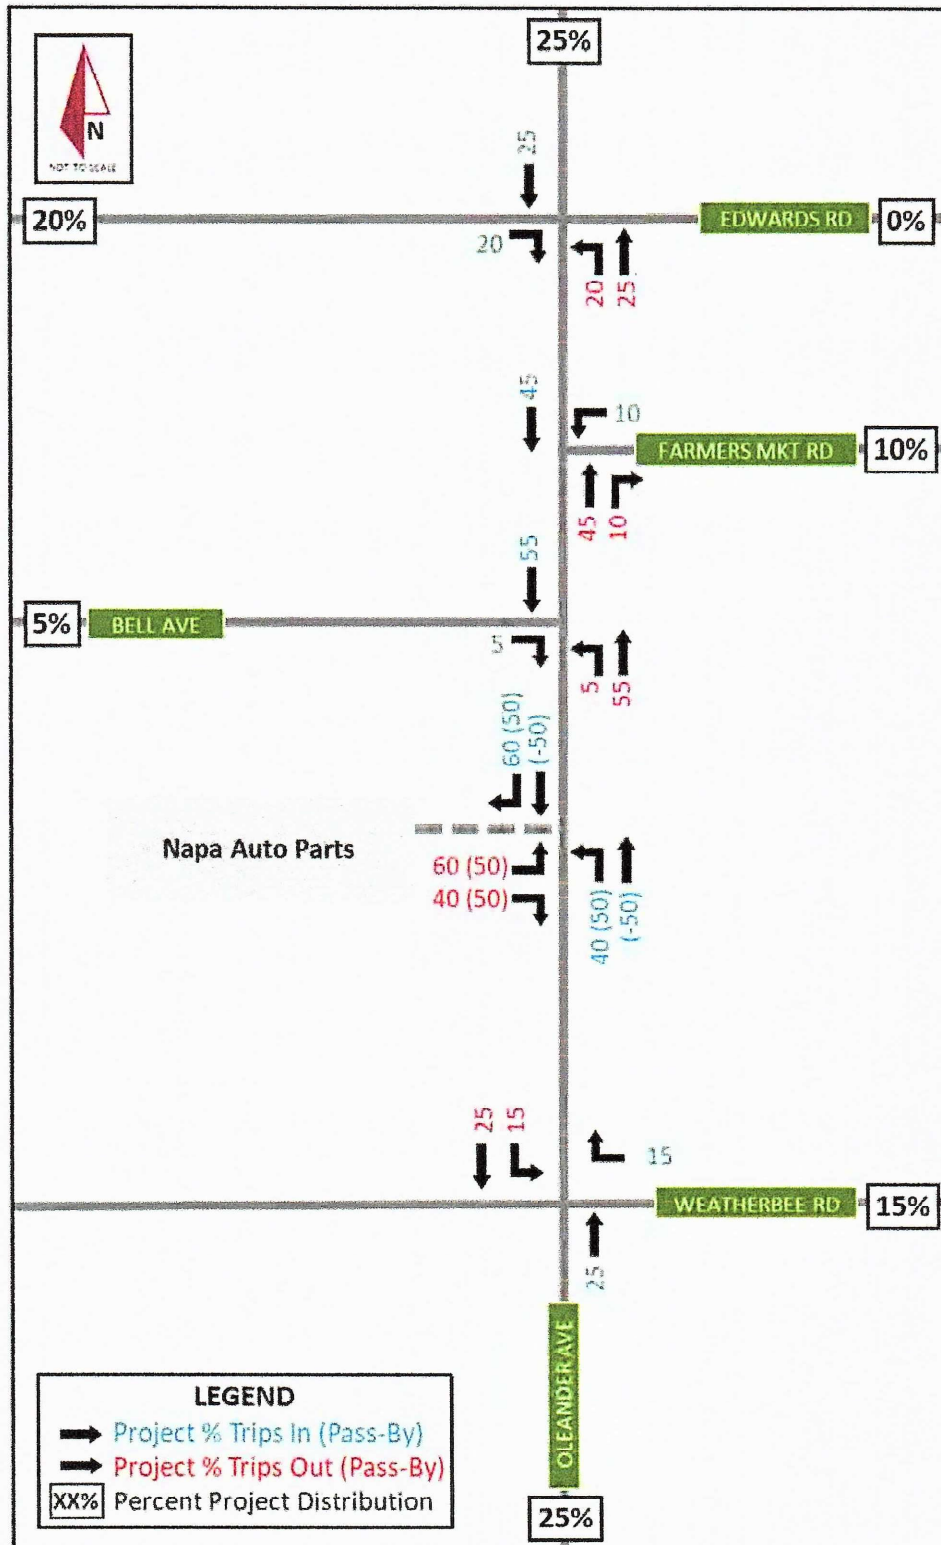 25%
N
NOT TO SCALE
25
20%
EDWARDS RD
0%
20
20
25
45
10
FARMERS MKT RD
10%
45
10
55
5%
BELL AVE
5
5
55
60 (50)
(-50)
Napa Auto Parts
60 (50)
40 (50)
40 (50)
(-50)
25
15
15
WEATHERBEE RD
15%
25
OLEANDER AVE
LEGEND
Project % Trips In (Pass-By)
Project % Trips Out (Pass-By)
XX% Percent Project Distribution
25%